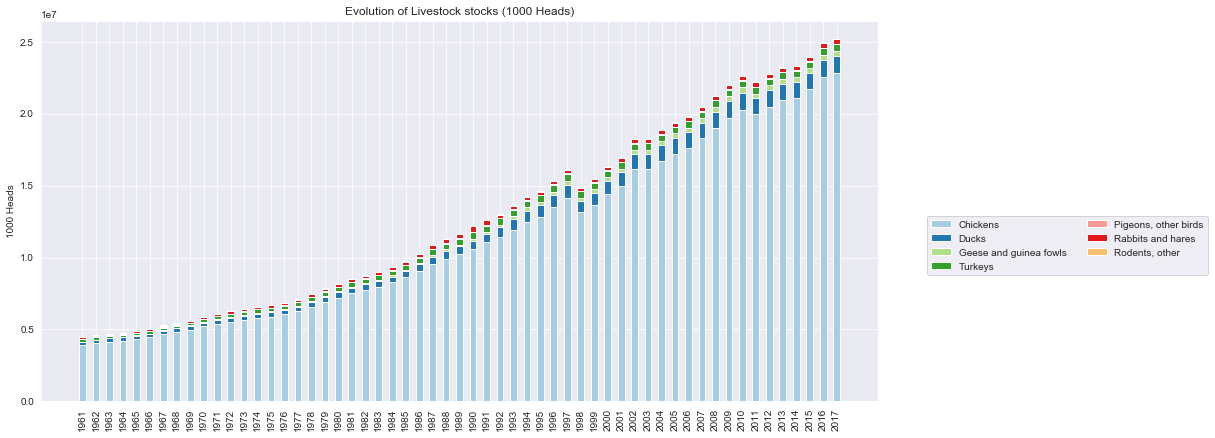 Evolution of Livestock stocks (1000 Heads)
1e7
2.5
2.0
1.5
1.0
0.5
0.0
1000 Heads
1961 1962 1963 1964 1965 1966 1967 1968 1969 1970 1971 1972 1973 1974 1975 1976 1977 1978 1979 1980 1981 1982 1983 1984 1985 1986 1987 1988 1989 1990 1991 1992 1993 1994 1995 1996 1997 1998 1999 2000 2001 2002 2003 2004 2005 2006 2007 2008 2009 2010 2011 2012 2013 2014 2015 2016 2017
Chickens
Ducks
Geese and guinea fowls
Turkeys
Pigeons, other birds
Rabbits and hares
Rodents, other